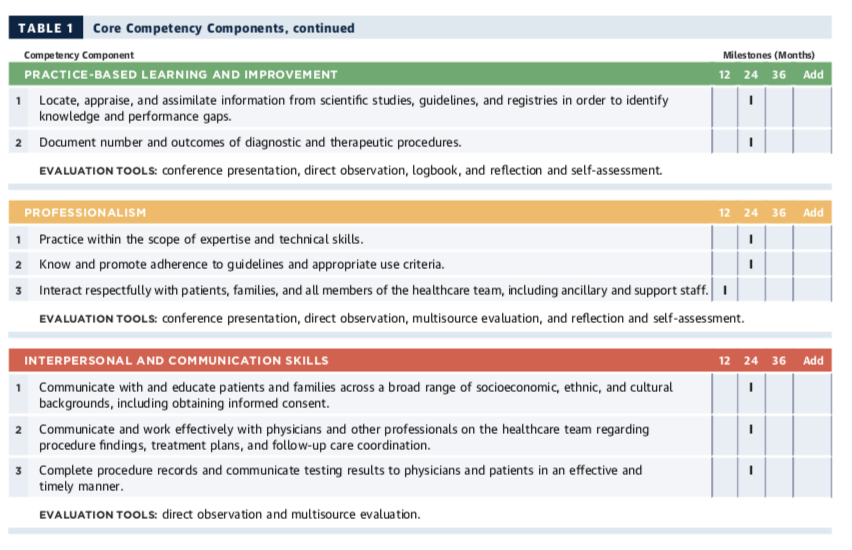 TABLE 1 Core Competency Components, continued
Competency Component Milestones (Months)
PRACTICE-BASED LEARNING AND IMPROVEMENT 12 24 36 Add
1 Locate, appraise, and assimilate information from scientific studies, guidelines, and registries in order to identify
knowledge and performance gaps. I
2 Document number and outcomes of diagnostic and therapeutic procedures. I
EVALUATION TOOLS: conference presentation, direct observation, logbook, and reflection and self-assessment.
PROFESSIONALISM 12 24 36 Add
1 Practice within the scope of expertise and technical skills. I
2 Know and promote adherence to guidelines and appropriate use criteria. I
3 Interact respectfully with patients, families, and all members of the healthcare team, including ancillary and support staff. I
EVALUATION TOOLS: conference presentation, direct observation, multisource evaluation, and reflection and self-assessment.
INTERPERSONAL AND COMMUNICATION SKILLS 12 24 36 Add
1 Communicate with and educate patients and families across a broad range of socioeconomic, ethnic, and cultural
backgrounds, including obtaining informed consent. I
2 Communicate and work effectively with physicians and other professionals on the healthcare team regarding
procedure findings, treatment plans, and follow-up care coordination. I
3 Complete procedure records and communicate testing results to physicians and patients in an effective and
timely manner. I
EVALUATION TOOLS: direct observation and multisource evaluation.